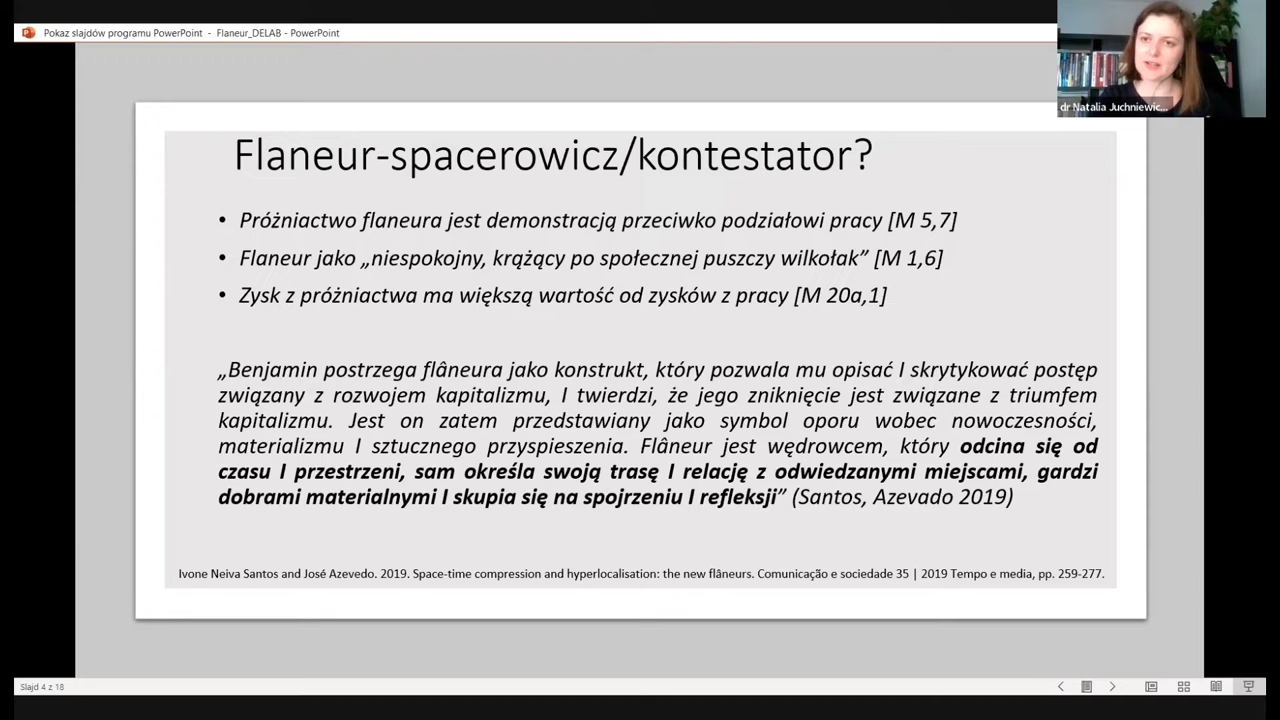 Pokaz slajdów programu PowerPoint - Flaneur_DELAB - PowerPoint
dr Natalia Juchniewic...
Flaneur-spacerowicz/kontestator?
• Próżniactwo flaneura jest demonstracją przeciwko podziałowi pracy [M 5,7]
• Flaneur jako „niespokojny, krążący po społecznej puszczy wilkołak” [M 1,6]
• Zysk z próżniactwa ma większą wartość od zysków z pracy [M 20a,1]
„Benjamin postrzega flâneura jako konstrukt, który pozwala mu opisać I skrytykować postęp
związany z rozwojem kapitalizmu, I twierdzi, że jego zniknięcie jest związane z triumfem
kapitalizmu. Jest on zatem przedstawiany jako symbol oporu wobec nowoczesności,
materializmu I sztucznego przyspieszenia. Flâneur jest wędrowcem, który odcina się od
czasu I przestrzeni, sam określa swoją trasę I relację z odwiedzanymi miejscami, gardzi
dobrami materialnymi I skupia się na spojrzeniu I refleksji” (Santos, Azevado 2019)
Ivone Neiva Santos and José Azevedo. 2019. Space-time compression and hyperlocalisation: the new flâneurs. Comunicação e sociedade 35 | 2019 Tempo e media, pp. 259-277.
Slajd 4 z 18